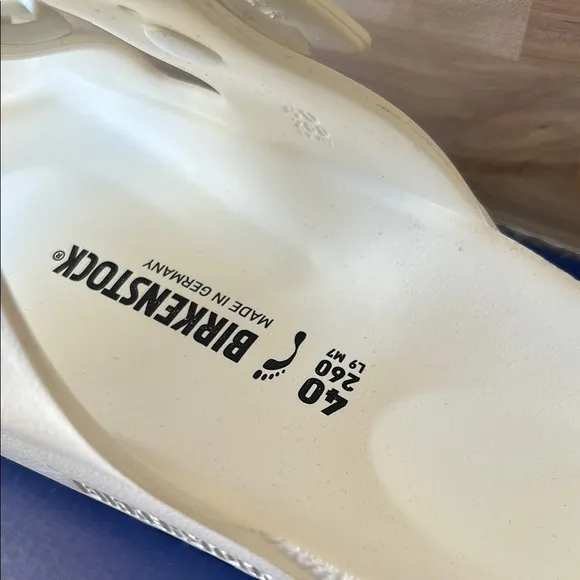 BIRKENSTOCK®
MADE IN GERMANY
40
260
L9 M7